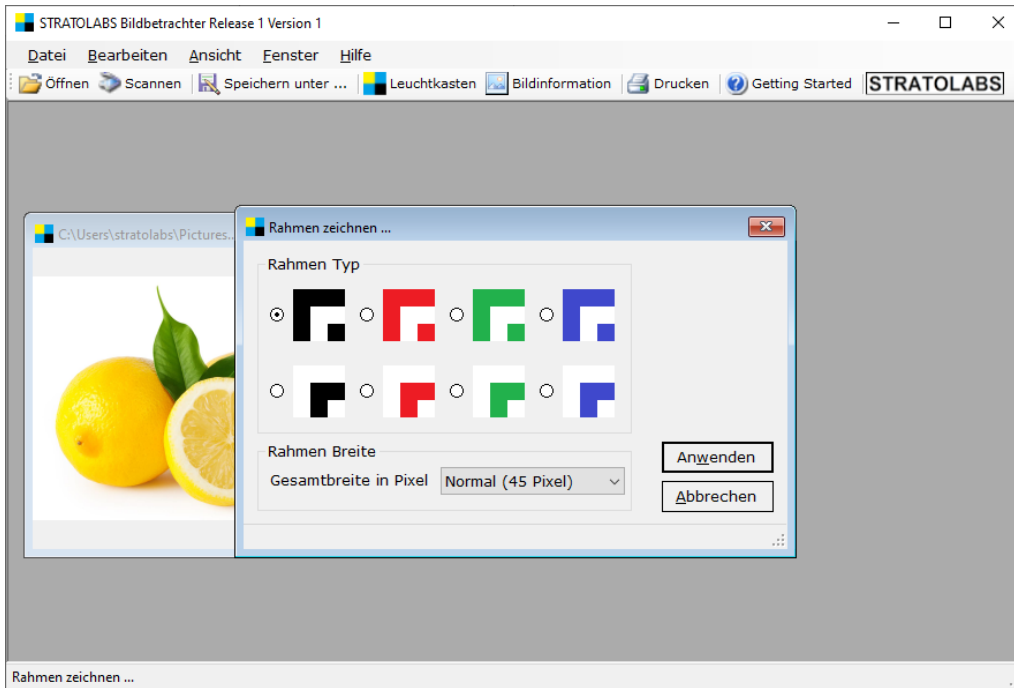 STRATOLABS Bildbetrachter Release 1 Version 1
Datei Bearbeiten Ansicht Fenster Hilfe
Öffnen Scannen Speichern unter ... Leuchtkasten Bildinformation Drucken Getting Started STRATOLABS
C:\Users\stratolabs\Pictures...
Rahmen zeichnen ...
Rahmen Typ
Rahmen Breite
Gesamtbreite in Pixel Normal (45 Pixel)
Anwenden
Abbrechen
Rahmen zeichnen ...